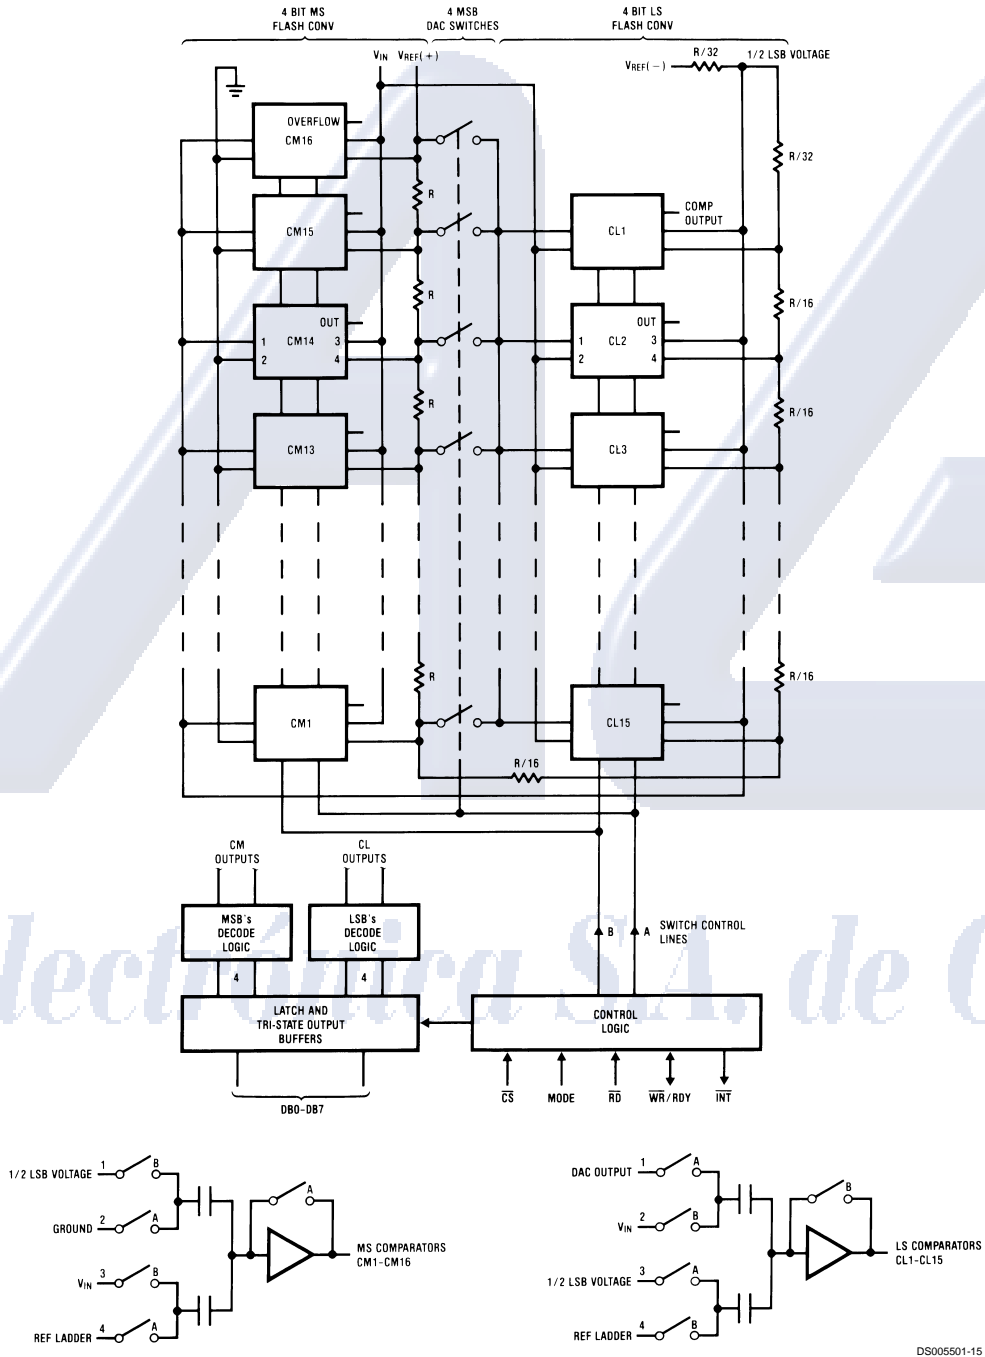 4 BIT MS
FLASH CONV
4 MSB
DAC SWITCHES
4 BIT LS
FLASH CONV
VIN
VREF(+)
VREF(−)
R/32
1/2 LSB VOLTAGE
OVERFLOW
CM16
R/32
R
CM15
CL1
COMP
OUTPUT
R
R/16
OUT
1 CM14 3
2 4
OUT
1 CL2 3
2 4
R
R/16
CM13
CL3
R
R/16
CM1
CL15
R/16
CM
OUTPUTS
CL
OUTPUTS
MSB's
DECODE
LOGIC
LSB's
DECODE
LOGIC
B
A
SWITCH CONTROL
LINES
lectrónica S.A. de C
4
4
LATCH AND
TRI-STATE OUTPUT
BUFFERS
CONTROL
LOGIC
CS
MODE
RD
WR/RDY
INT
DB0-DB7
1/2 LSB VOLTAGE 1 B
A
GROUND 2 A
MS COMPARATORS
CM1-CM16
VIN 3 B
REF LADDER 4 A
DAC OUTPUT 1 A
B
VIN 2 B
LS COMPARATORS
CL1-CL15
1/2 LSB VOLTAGE 3 A
REF LADDER 4 B
DS005501-15